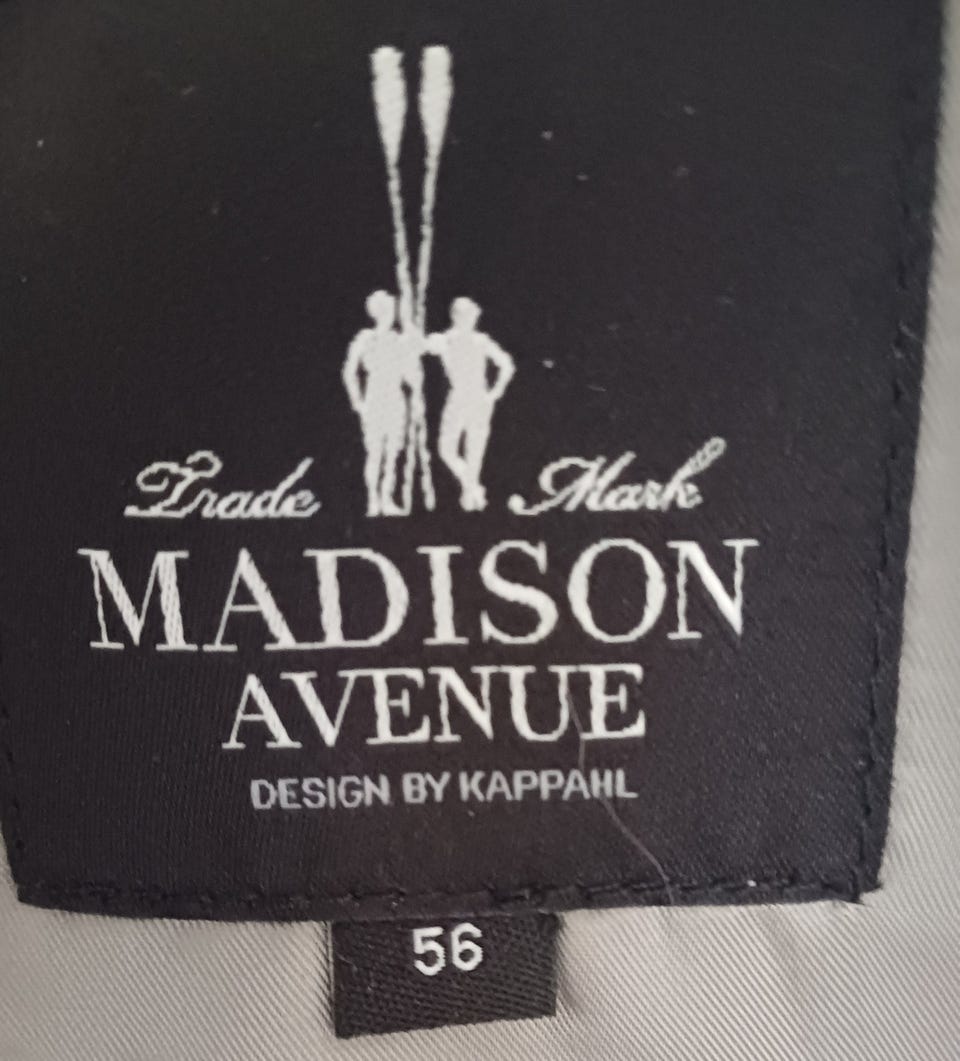 Trade Mark
MADISON
AVENUE
DESIGN BY KAPPAHL
56